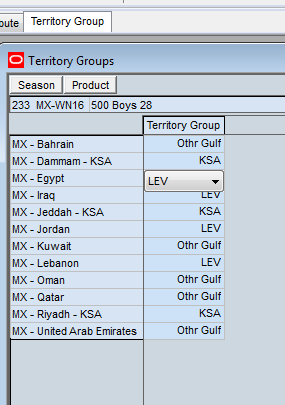 oute Territory Group
Territory Groups
Season Product
233 MX-WN16 500 Boys 28
Territory Group
MX - Bahrain Othr Gulf
MX - Dammam - KSA KSA
MX - Egypt LEV
MX - Iraq LEV
MX - Jeddah - KSA KSA
MX - Jordan LEV
MX - Kuwait Othr Gulf
MX - Lebanon LEV
MX - Oman Othr Gulf
MX - Qatar Othr Gulf
MX - Riyadh - KSA KSA
MX - United Arab Emirates Othr Gulf